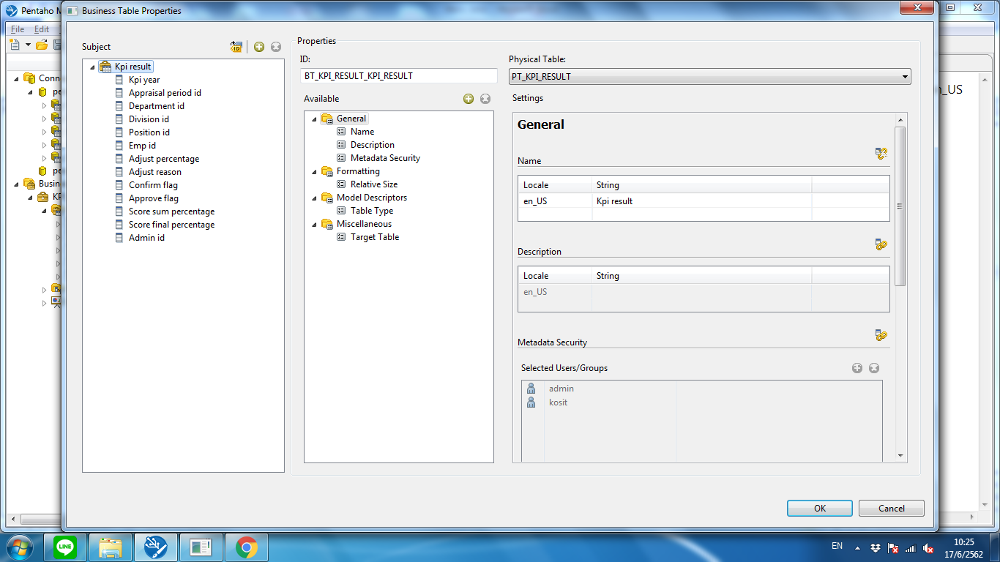 Pentaho M
Business Table Properties
File Edit
Conn
pe
pe
Busin
KP
n_US
Subject
Kpi result
Kpi year
Appraisal period id
Department id
Division id
Position id
Emp id
Adjust percentage
Adjust reason
Confirm flag
Approve flag
Score sum percentage
Score final percentage
Admin id
Properties
ID:
BT_KPI_RESULT_KPI_RESULT
Physical Table:
PT_KPI_RESULT
Available
General
Name
Description
Metadata Security
Formatting
Relative Size
Model Descriptors
Table Type
Miscellaneous
Target Table
Settings
General
Name
Locale String
en_US Kpi result
Description
Locale String
en_US
Metadata Security
Selected Users/Groups
admin
kosit
OK Cancel
LINE
EN
10:25
17/6/2562